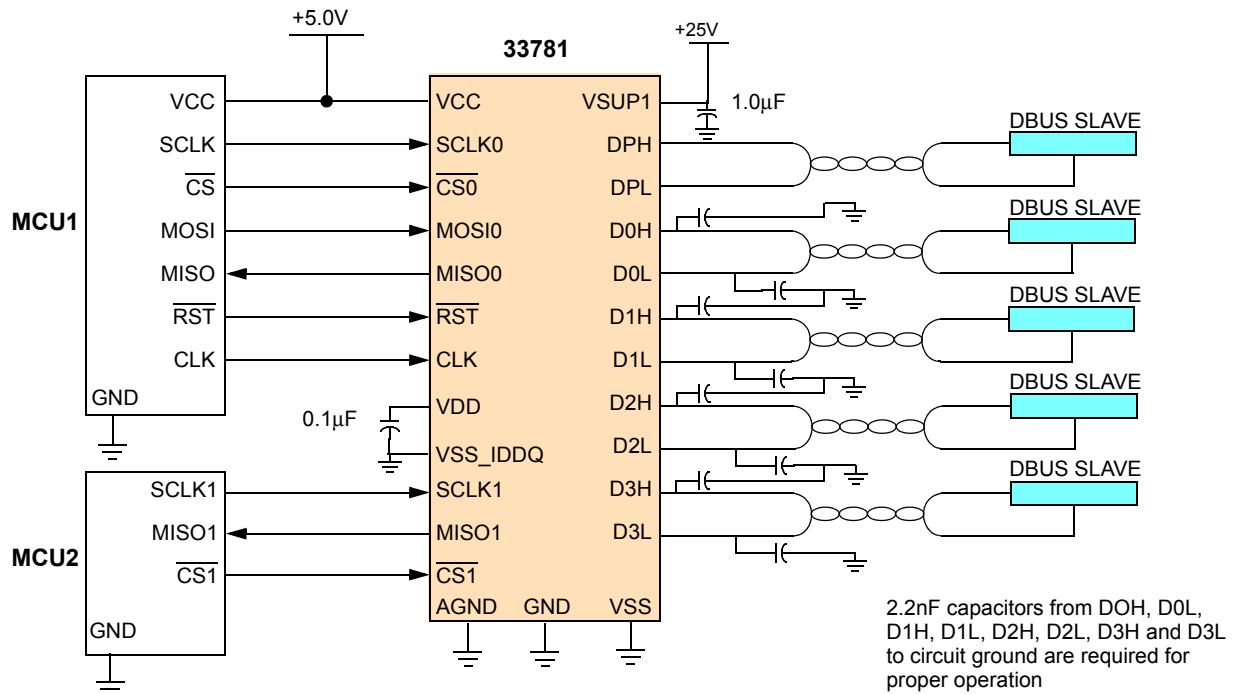 +5.0V
+25V
33781
MCU1
VCC
SCLK
CS
MOSI
MISO
RST
CLK
GND
VCC
SCLK0
CS0
MOSI0
MISO0
RST
CLK
VDD
VSS_IDDQ
SCLK1
MISO1
CS1
AGND
GND
VSS
0.1μF
MCU2
SCLK1
MISO1
CS1
GND
VSUP1
DPH
DPL
D0H
D0L
D1H
D1L
D2H
D2L
D3H
D3L
1.0μF
DBUS SLAVE
DBUS SLAVE
DBUS SLAVE
DBUS SLAVE
DBUS SLAVE
2.2nF capacitors from DOH, D0L,
D1H, D1L, D2H, D2L, D3H and D3L
to circuit ground are required for
proper operation